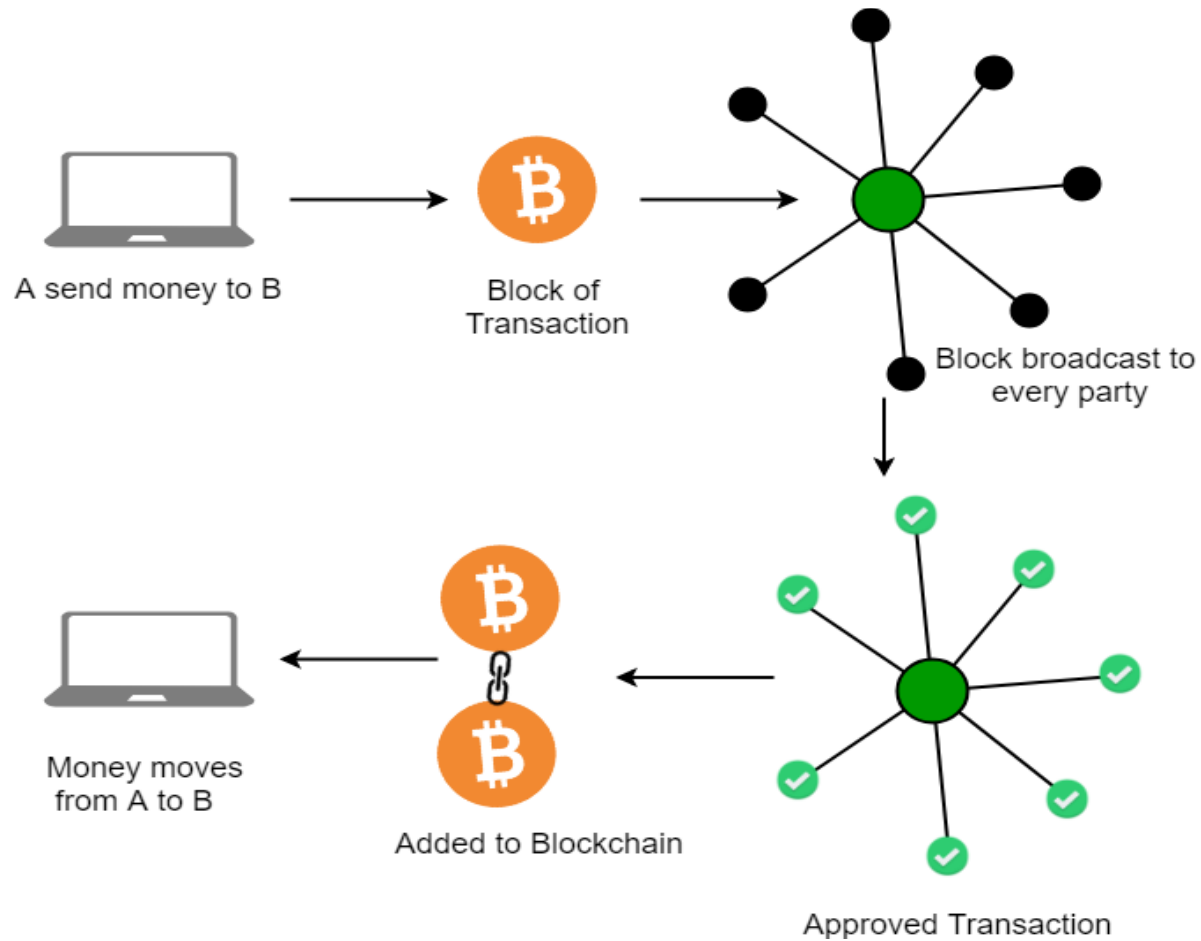 A send money to B
Block of
Transaction
Block broadcast to
every party
Money moves
from A to B
Added to Blockchain
Approved Transaction